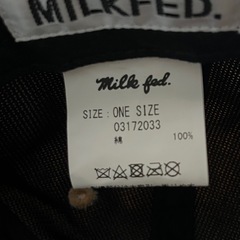 MILKFED.
Milk fed.
SIZE : ONE SIZE
03172033
綿 100%